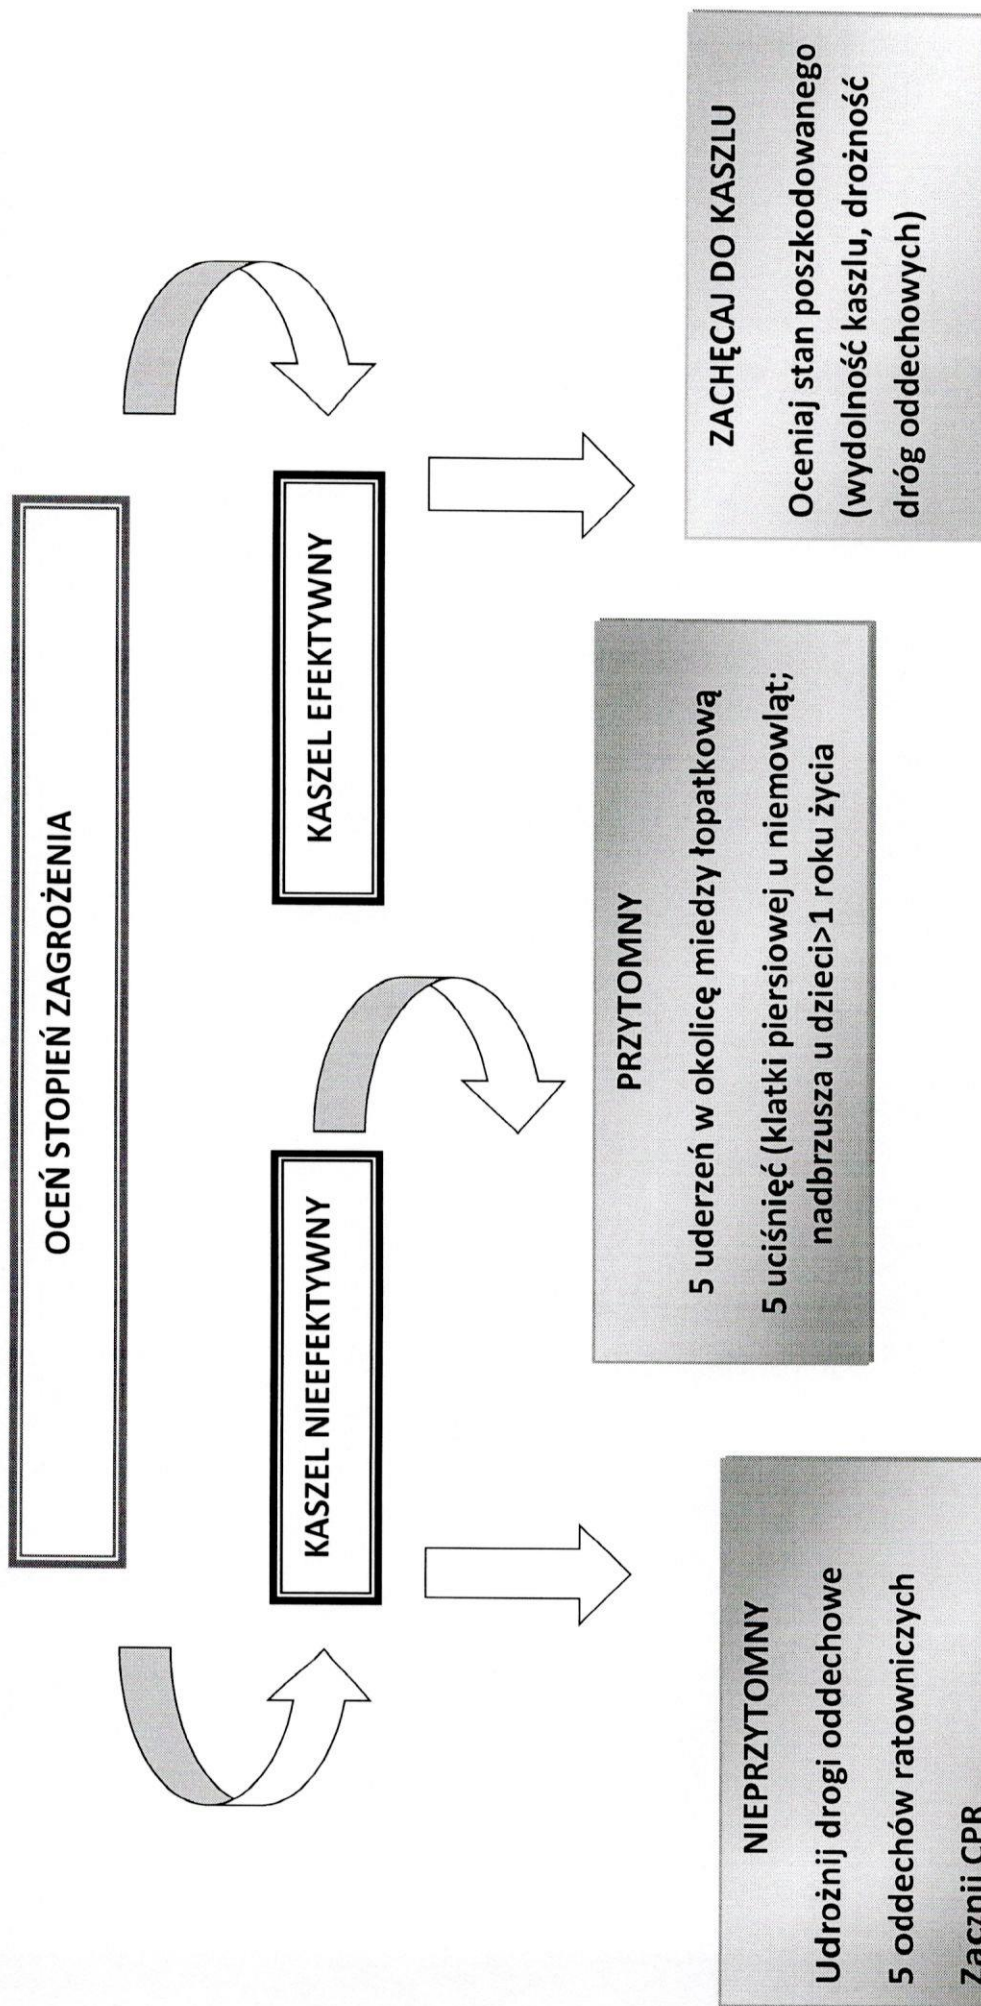 OCEŃ STOPIEŃ ZAGROŻENIA
KASZEL NIEEFEKTYWNY
KASZEL EFEKTYWNY
NIEPRZYTOMNY
Udrożnij drogi oddechowe
5 oddechów ratowniczych
Zacznij CPR
PRZYTOMNY
5 uderzeń w okolicę miedzy łopatkową
5 uciśnięć (klatki piersiowej u niemowląt;
nadbrzusza u dzieci>1 roku życia
ZACHĘCAJ DO KASZLU
Oceniaj stan poszkodowanego
(wydolność kaszlu, drożność
dróg oddechowych)